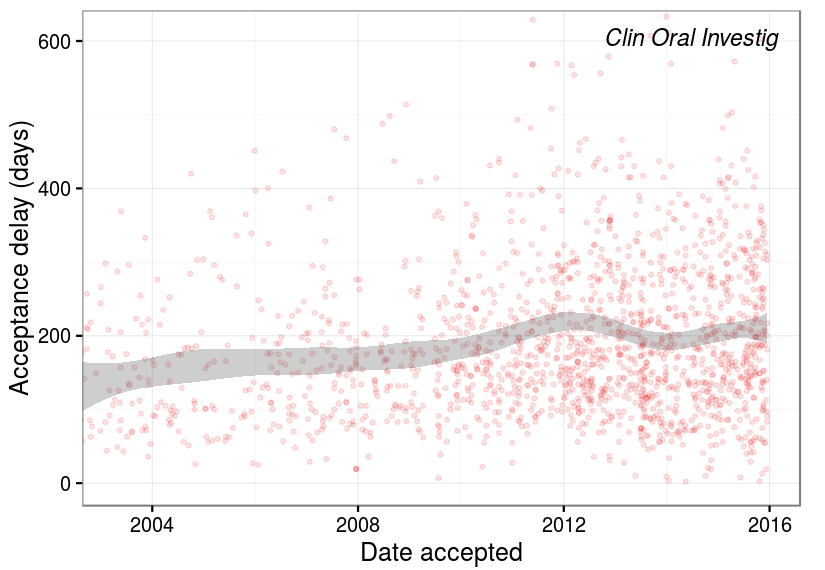 Clin Oral Investig
Acceptance delay (days)
600
400
200
0
2004
2008
2012
2016
Date accepted